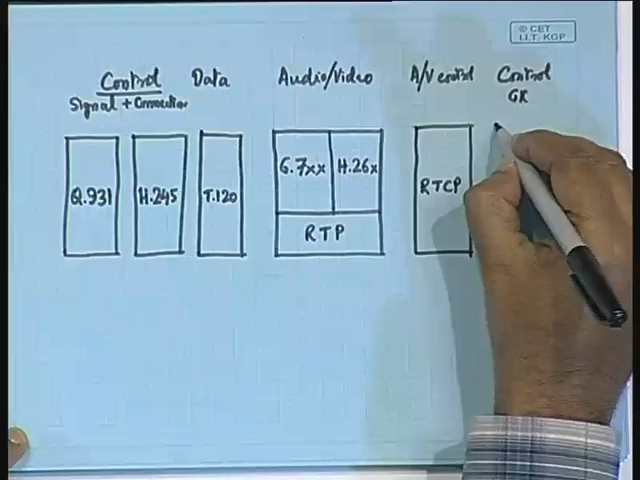 © CET
I.I.T. KGP
Control Data Audio/Video A/V control Control
Signal + Connection GK
Q.931 H.245 T.120 G.7xx H.26x RTCP
RTP